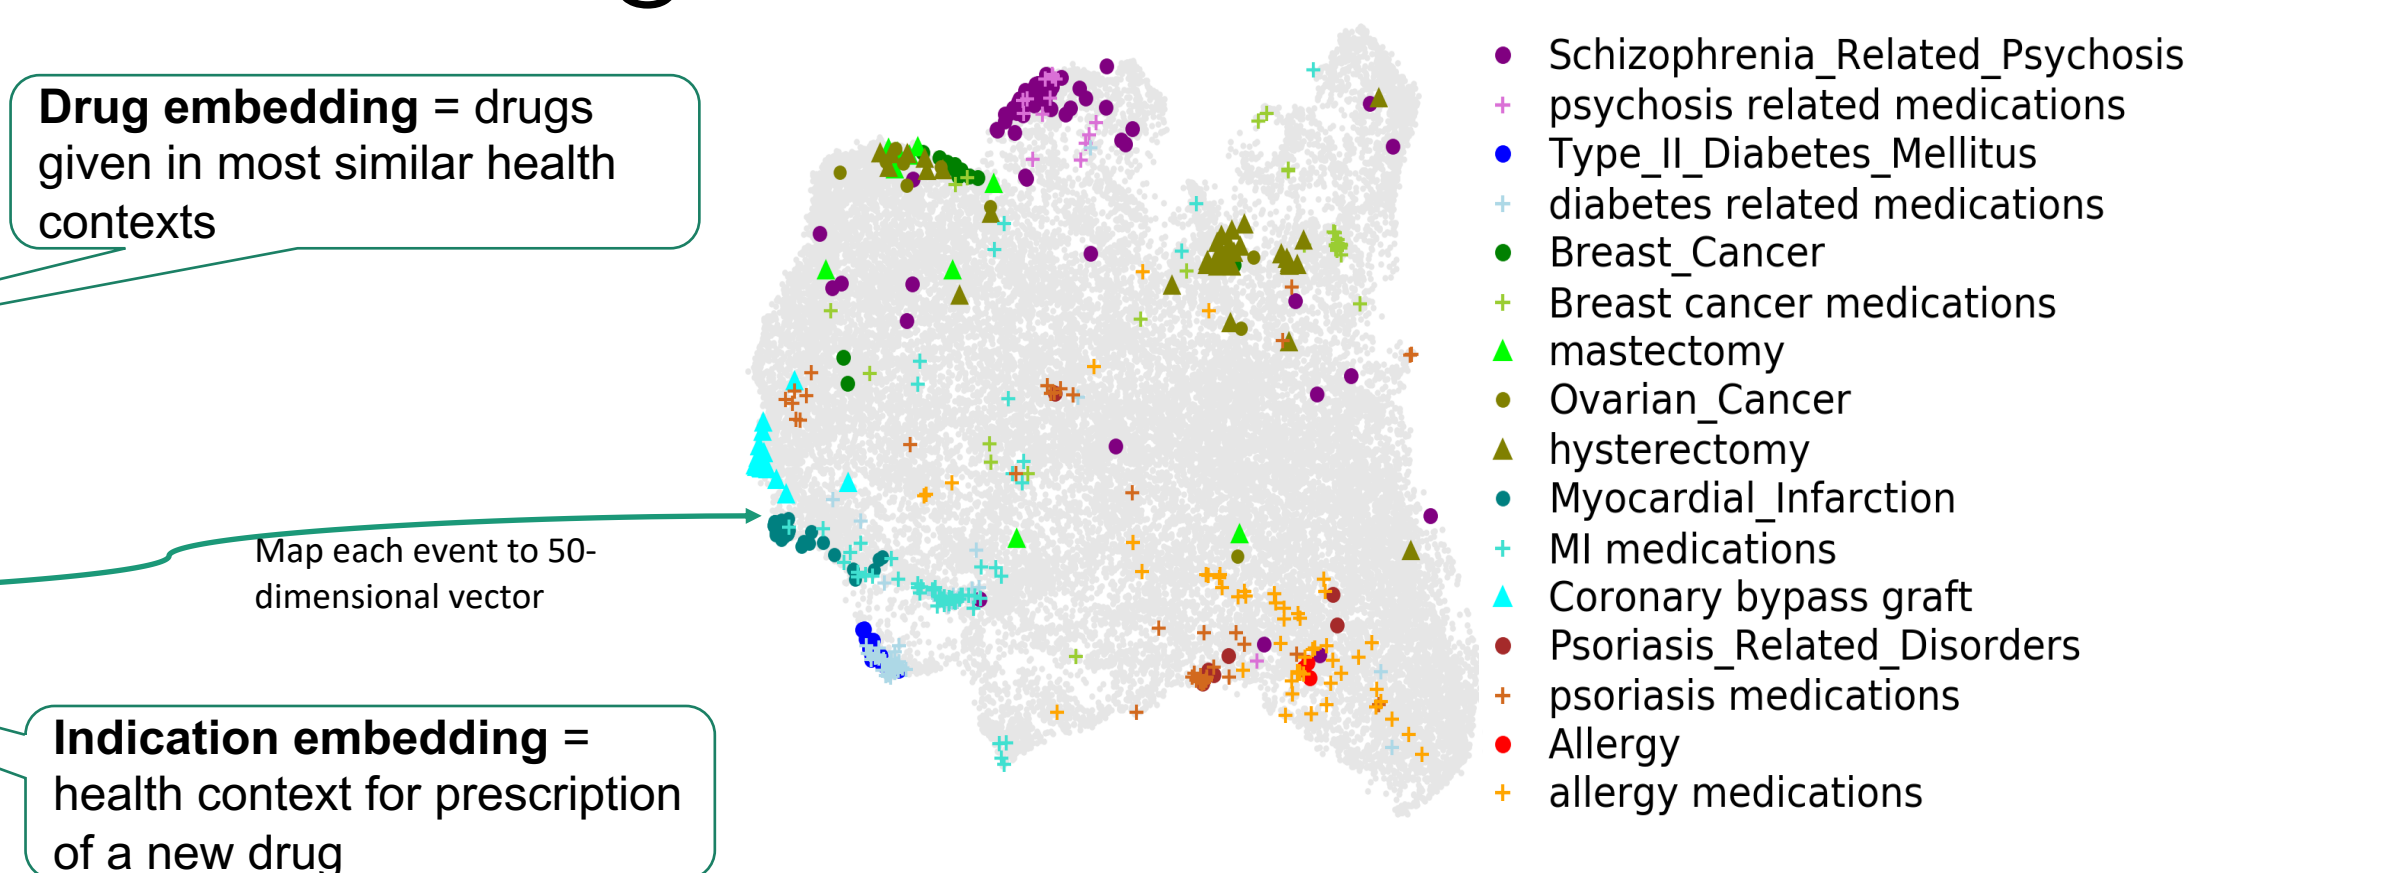 Drug embedding = drugs
given in most similar health
contexts
Map each event to 50-
dimensional vector
Indication embedding =
health context for prescription
of a new drug
Schizophrenia_Related_Psychosis
psychosis related medications
Type_II_Diabetes_Mellitus
diabetes related medications
Breast_Cancer
Breast cancer medications
mastectomy
Ovarian_Cancer
hysterectomy
Myocardial_Infarction
MI medications
Coronary bypass graft
Psoriasis_Related_Disorders
psoriasis medications
Allergy
allergy medications